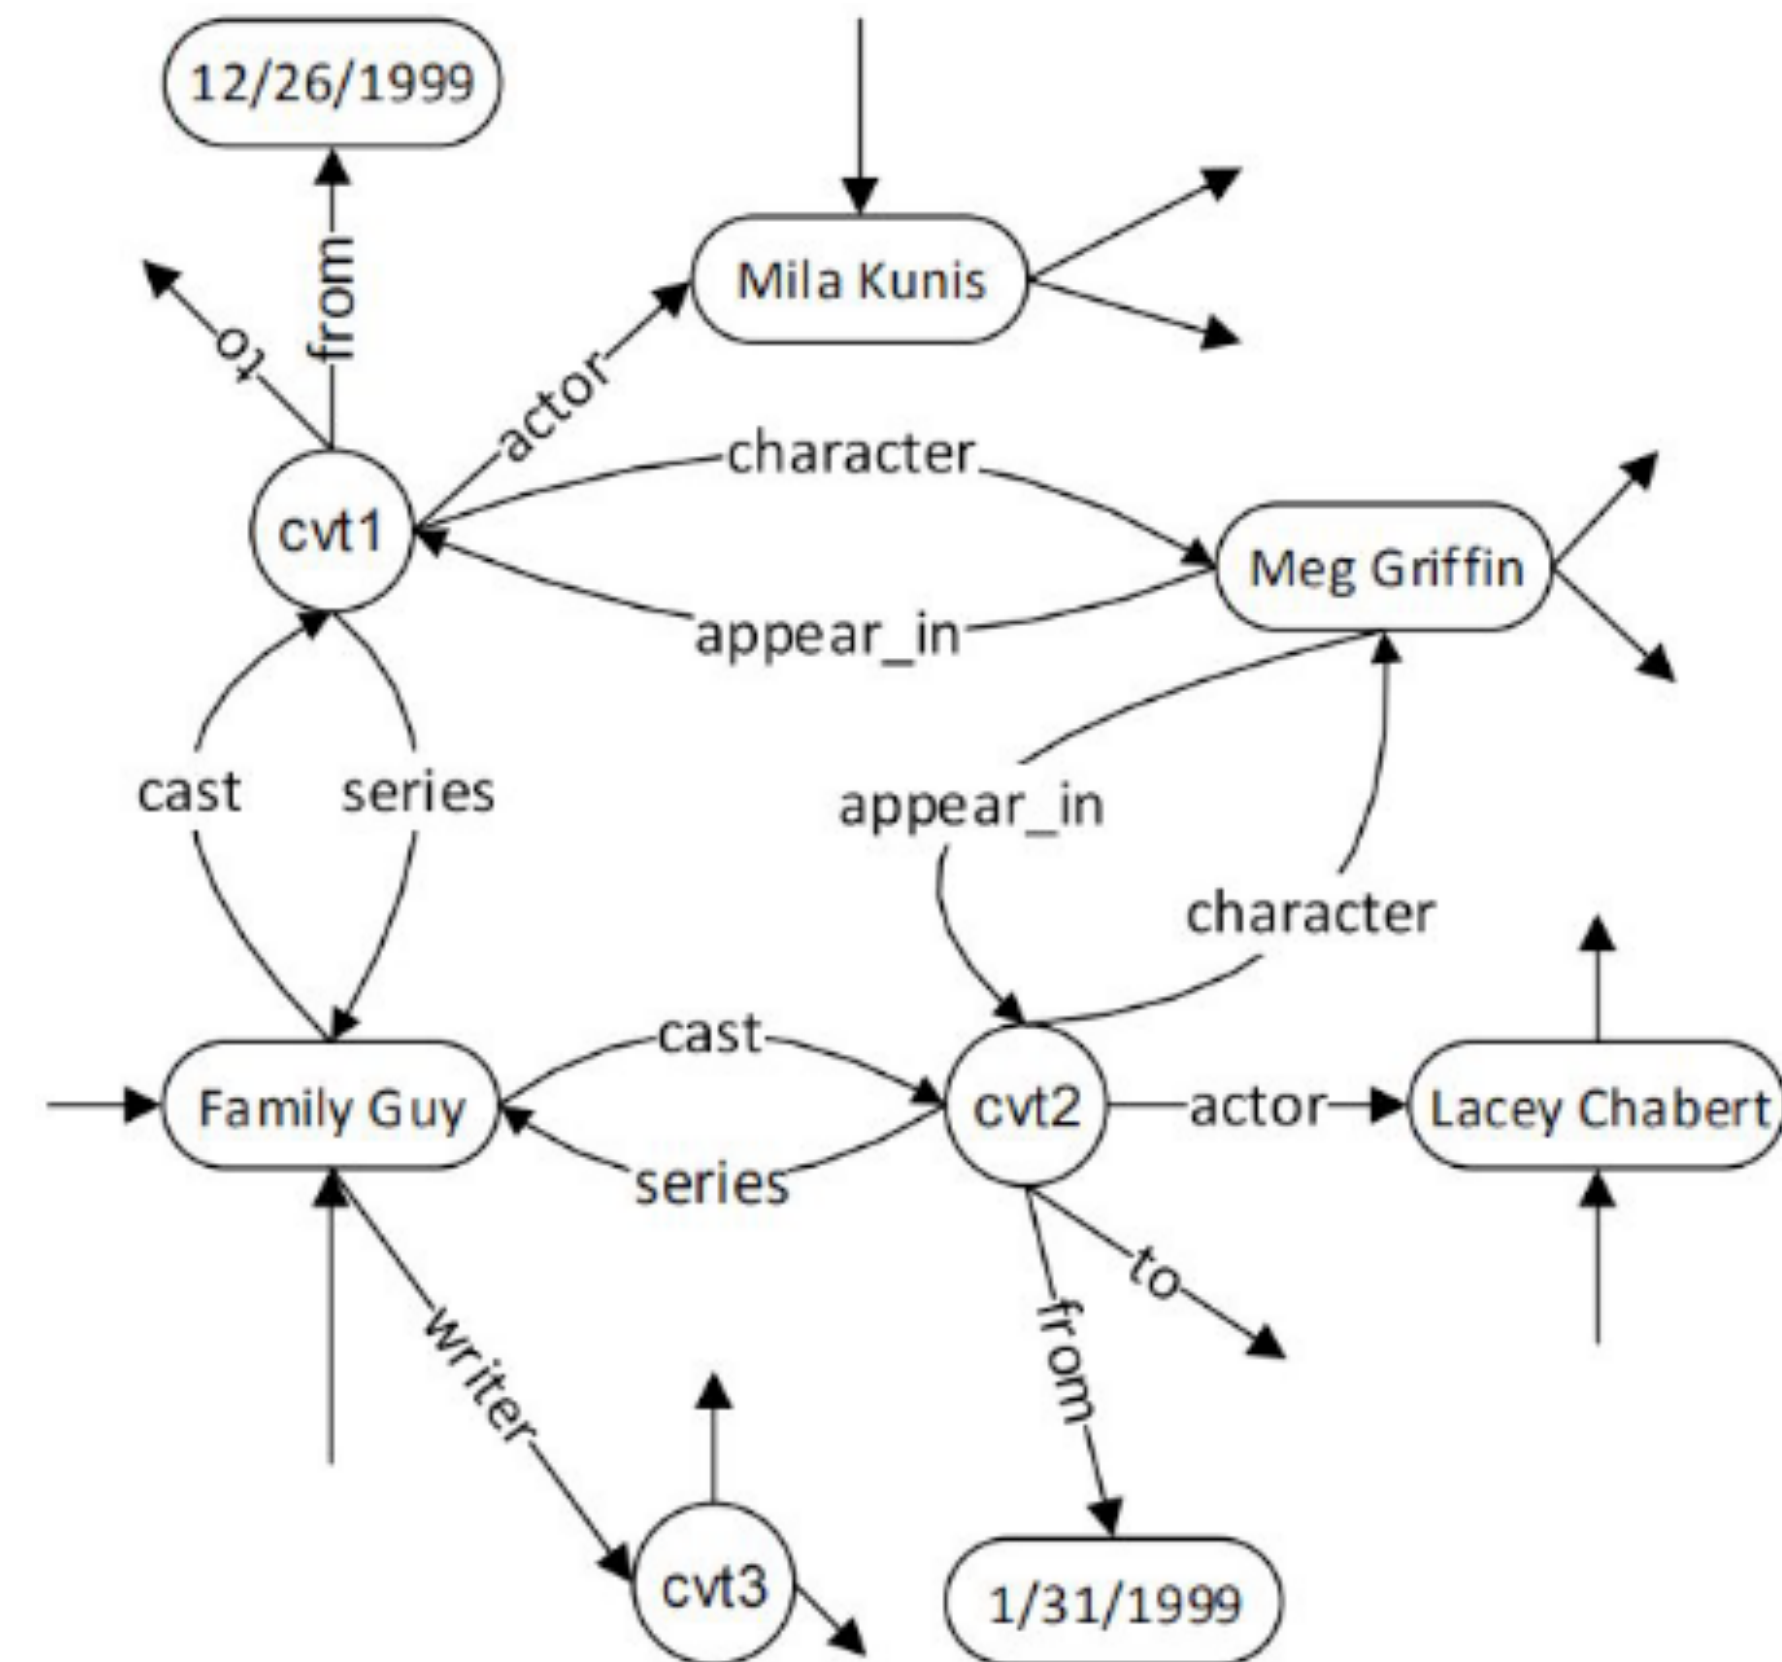 12/26/1999
Mila Kunis
from
to
actor
character
cvt1
Meg Griffin
appear_in
cast
series
appear_in
character
cast
Family Guy
cvt2
actor
Lacey Chabert
series
to
from
writer
cvt3
1/31/1999